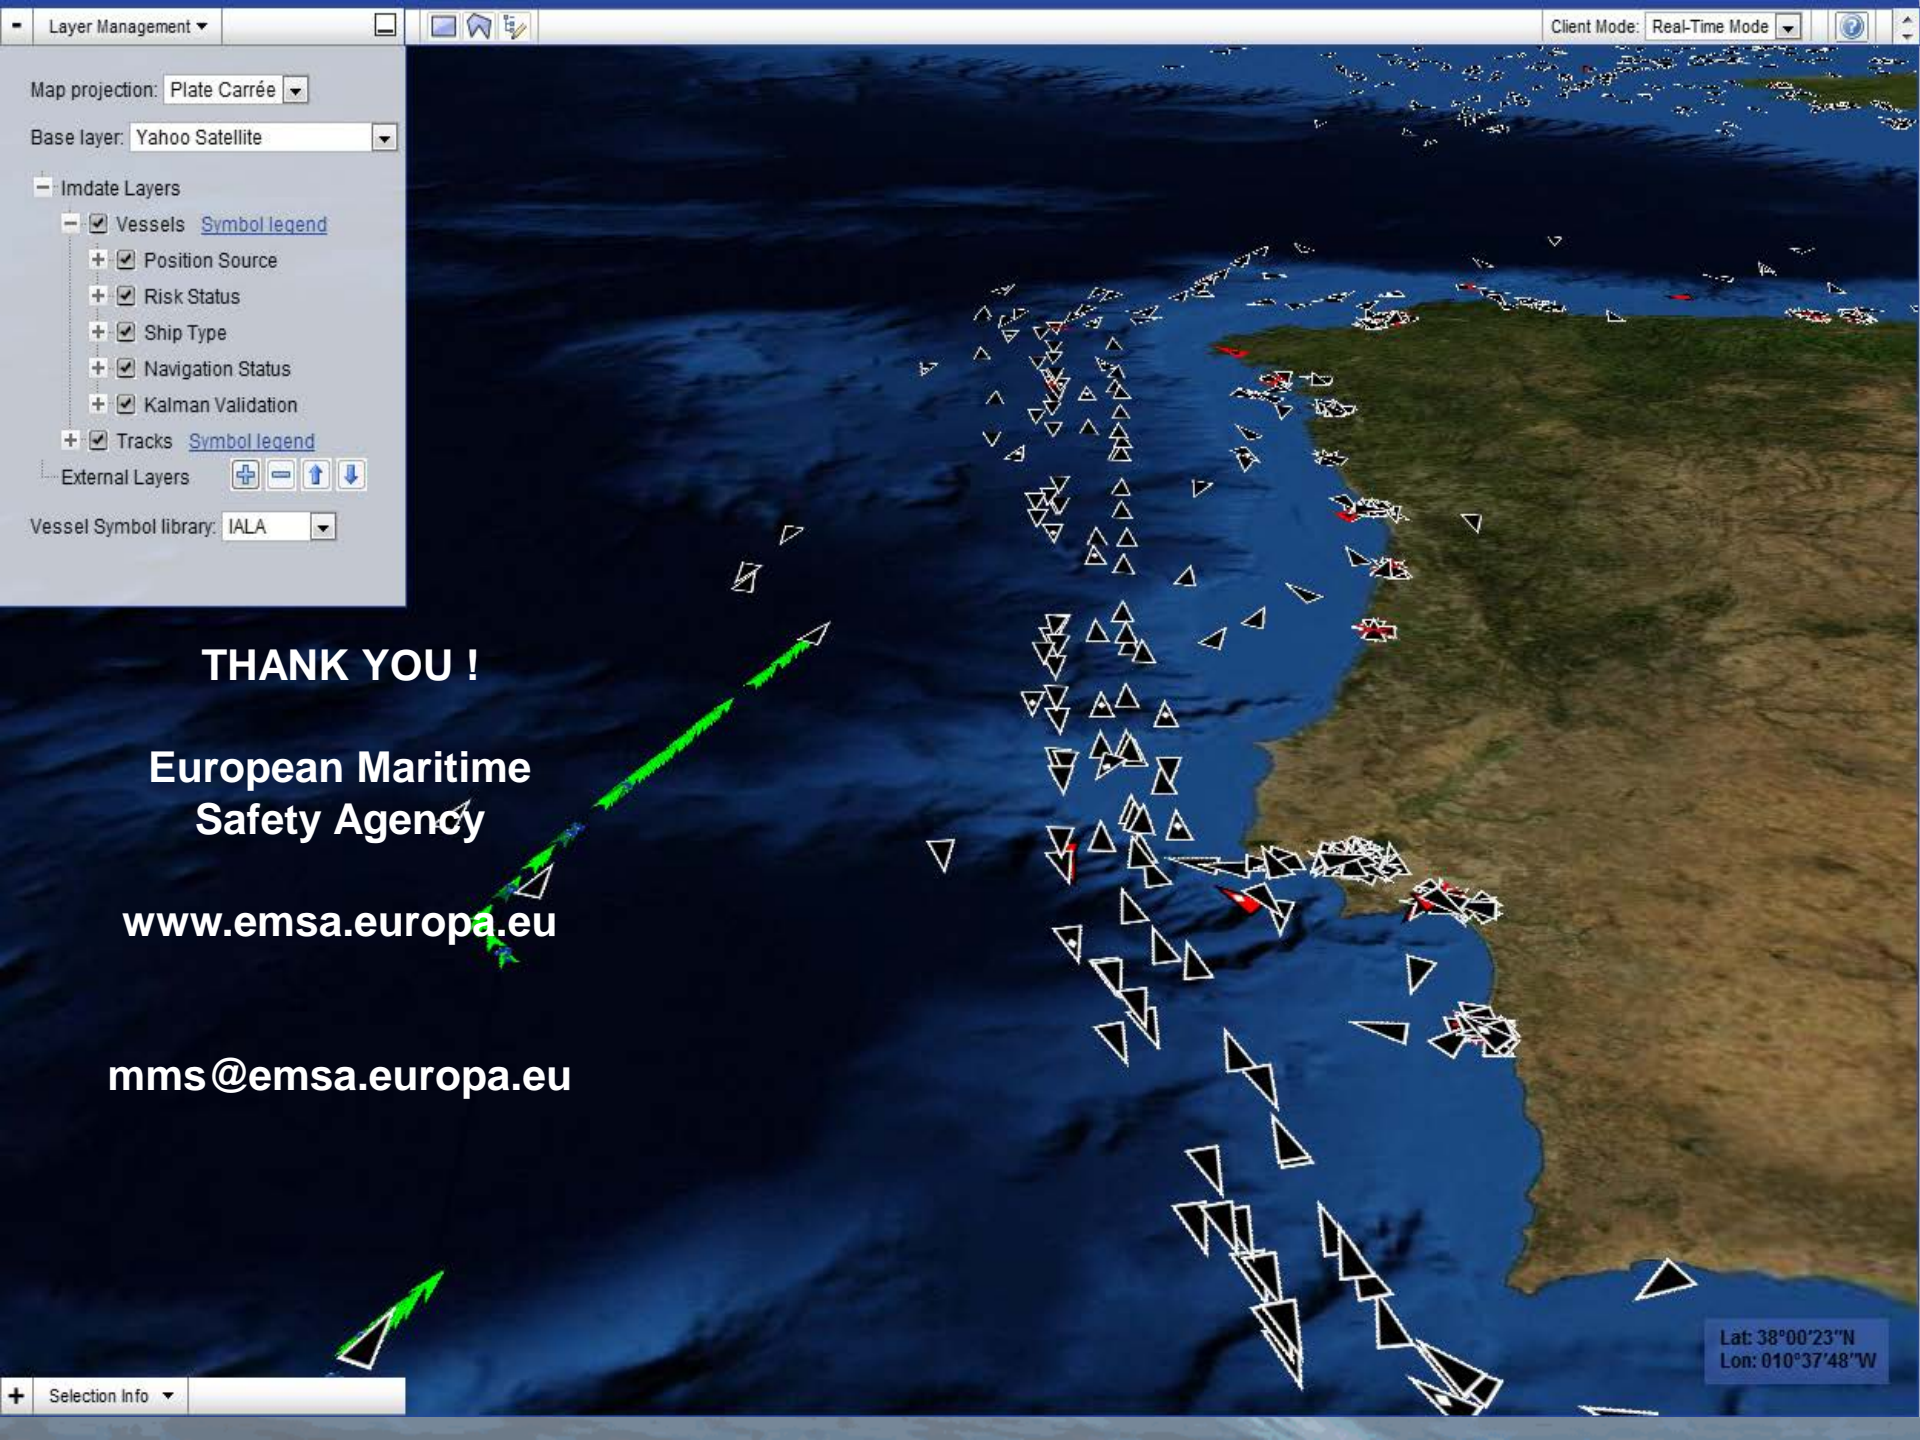 Layer Management
Client Mode: Real-Time Mode
Map projection: Plate Carrée
Base layer: Yahoo Satellite
Imdate Layers
Vessels Symbol legend
Position Source
Risk Status
Ship Type
Navigation Status
Kalman Validation
Tracks Symbol legend
External Layers
Vessel Symbol library: IALA
THANK YOU !
European Maritime
Safety Agency
www.emsa.europa.eu
mms@emsa.europa.eu
Lat: 38°00'23"N
Lon: 010°37'48"W
Selection Info